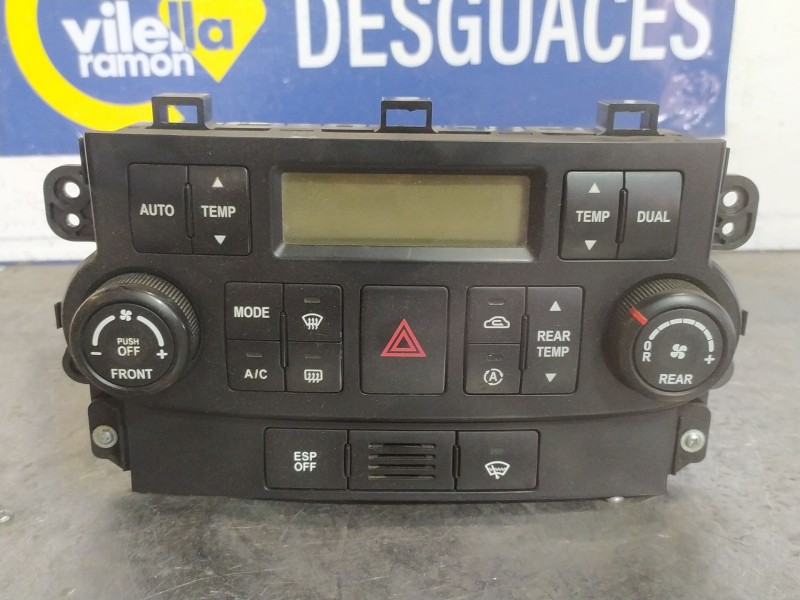 vilella
ramon
DESGUACES
AUTO
TEMP
TEMP
DUAL
MODE
A/C
REAR
TEMP
A
PUSH
OFF
- +
FRONT
O
R
+
REAR
ESP
OFF